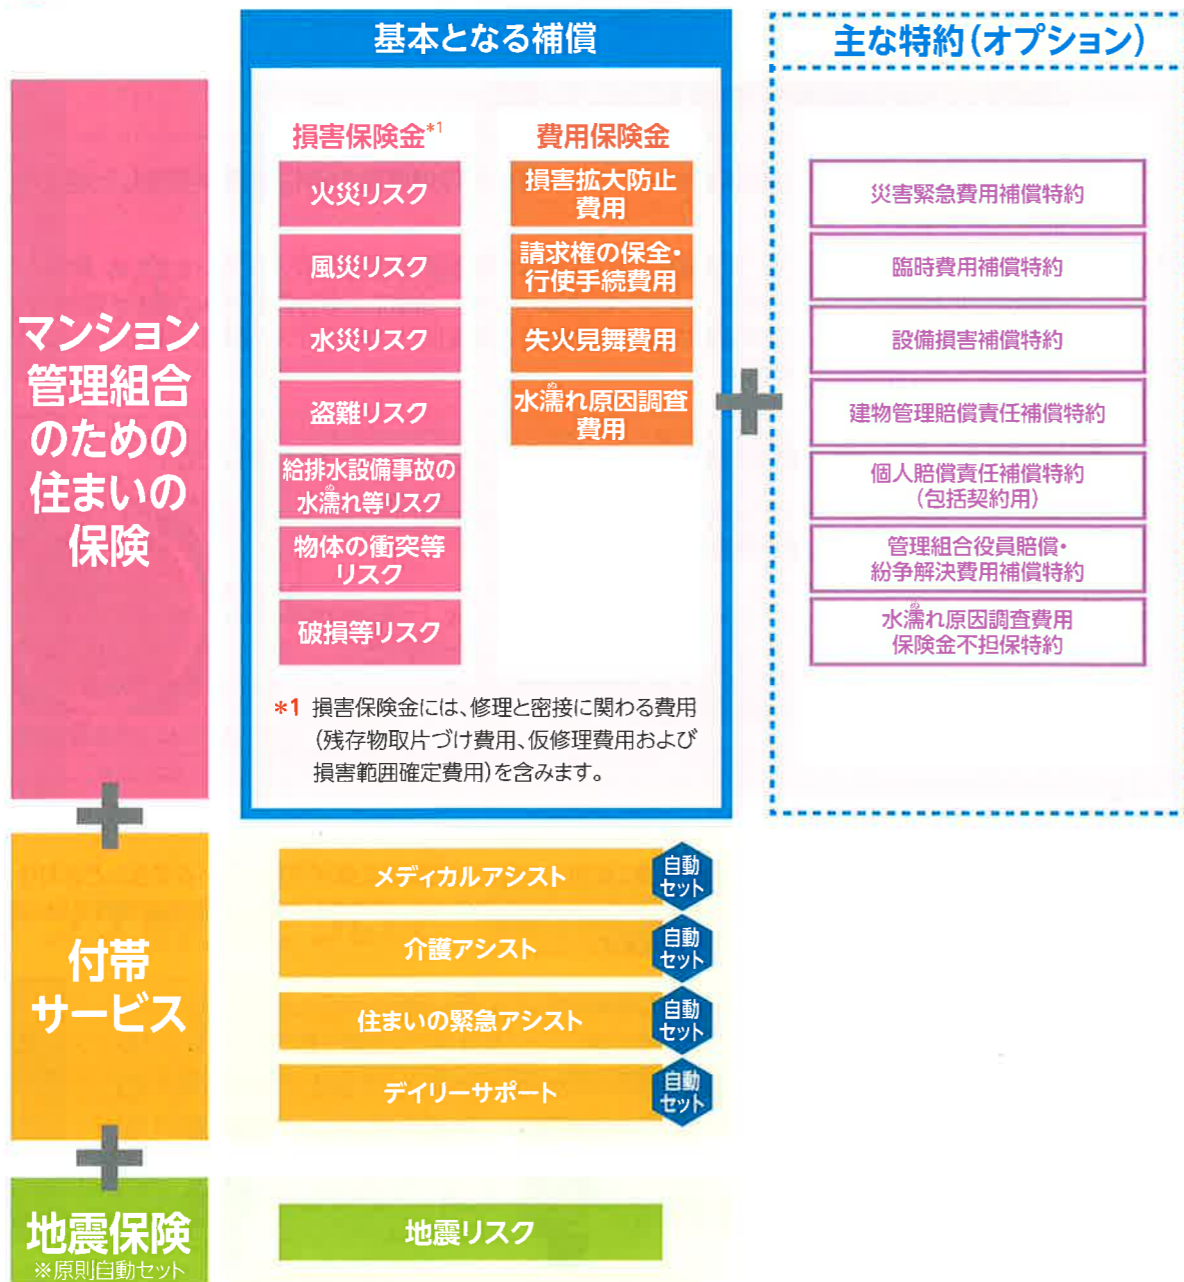 基本となる補償
主な特約(オプション)
マンション
管理組合
のための
住まいの
保険
損害保険金*1
火災リスク
風災リスク
水災リスク
盗難リスク
給排水設備事故の
水濡れ等リスク
ぬ
物体の衝突等
リスク
破損等リスク
費用保険金
損害拡大防止
費用
請求権の保全・
行使手続費用
失火見舞費用
ぬ
水濡れ原因調査
費用
*1 損害保険金には、修理と密接に関わる費用
(残存物取片づけ費用、仮修理費用および
損害範囲確定費用)を含みます。
災害緊急費用補償特約
臨時費用補償特約
設備損害補償特約
建物管理賠償責任補償特約
個人賠償責任補償特約
(包括契約用)
管理組合役員賠償・
紛争解決費用補償特約
ぬ
水濡れ原因調査費用
保険金不担保特約
付帯
サービス
メディカルアシスト
自動
セット
介護アシスト
自動
セット
住まいの緊急アシスト
自動
セット
デイリーサポート
自動
セット
地震保険
※原則自動セット
地震リスク